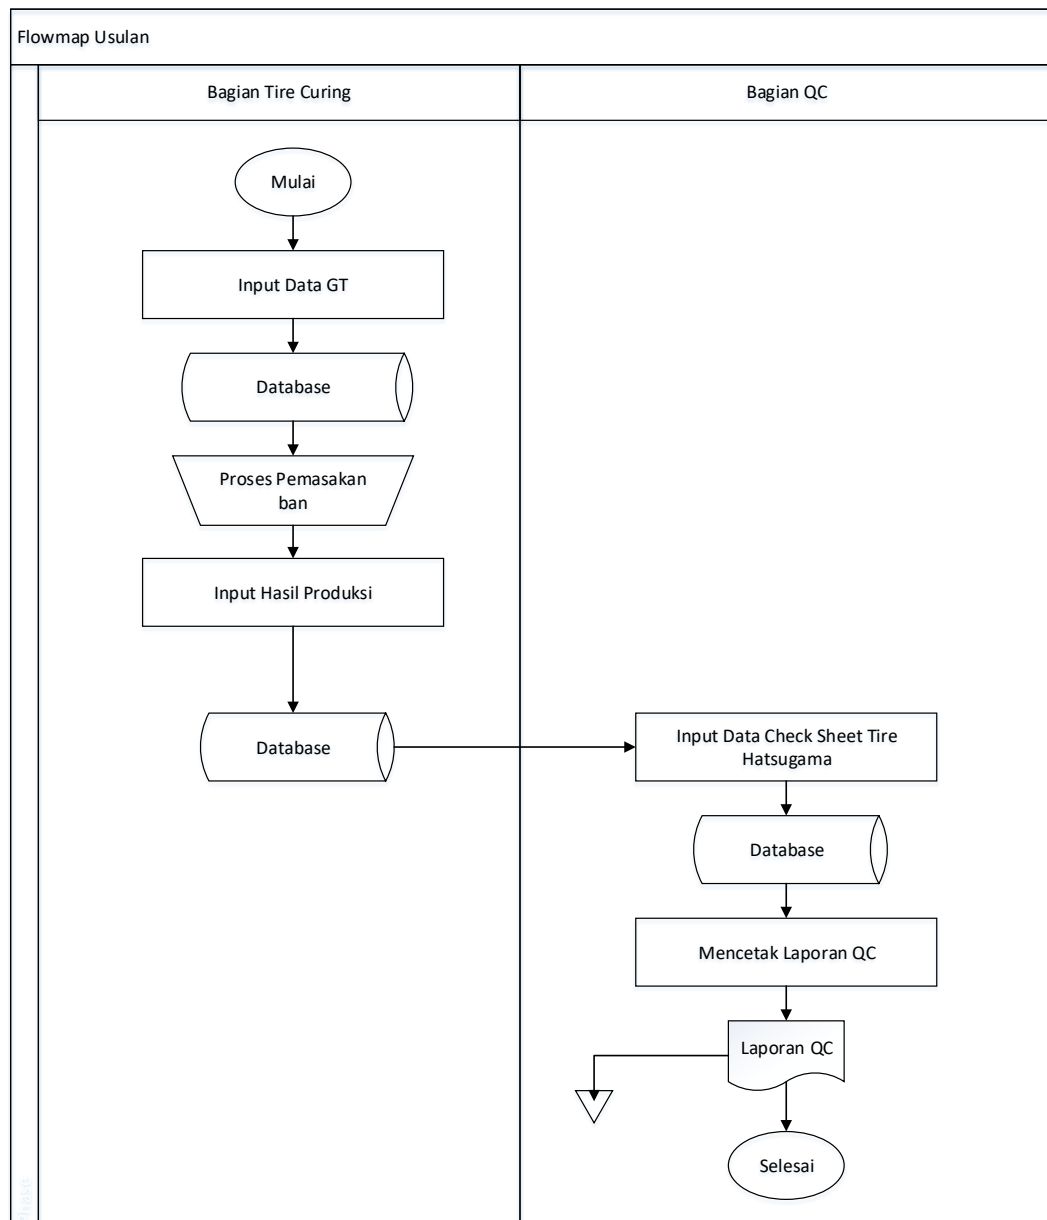 Flowmap Usulan
Bagian Tire Curing
Bagian QC
Mulai
Input Data GT
Database
Proses Pemasakan
ban
Input Hasil Produksi
Database
Input Data Check Sheet Tire
Hatsugama
Database
Mencetak Laporan QC
Laporan QC
Selesai
Phase